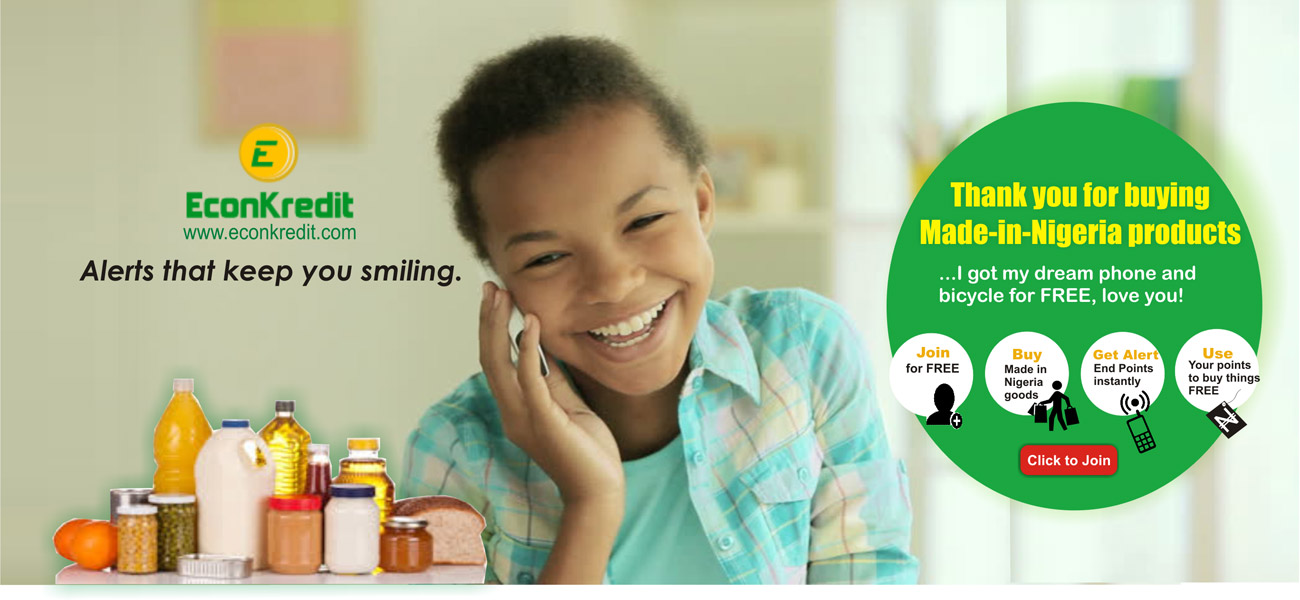 E
EconKredit
www.econkredit.com
Alerts that keep you smiling.
Thank you for buying
Made-in-Nigeria products
...I got my dream phone and
bicycle for FREE, love you!
Join
for FREE
Buy
Made in
Nigeria
goods
Get Alert
End Points
instantly
Use
Your points
to buy things
FREE
₦
Click to Join